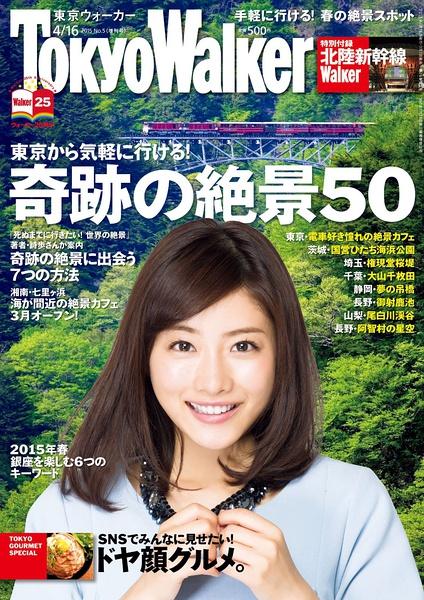 東京ウォーカー
手軽に行ける! 春の絶景スポット
4/16
2015 No.5(増刊号)
500円
TokyoWalker
特別付録
北陸新幹線
Walker
Walker 25
東京から気軽に行ける!
奇跡の絶景50
「死ぬまでに行きたい! 世界の絶景」
著者・詩歩さんが案内
奇跡の絶景に出会う
7つの方法
湘南・七里ヶ浜
海が間近の絶景カフェ
3月オープン!
東京・電車好き憧れの絶景カフェ
茨城・国営ひたち海浜公園
埼玉・権現堂桜堤
千葉・大山千枚田
静岡・夢の吊橋
長野・御射鹿池
山梨・尾白川渓谷
長野・阿智村の星空
2015年春
銀座を楽しむ6つの
キーワード
TOKYO
GOURMET
SPECIAL
SNSでみんなに見せたい!
ドヤ顔グルメ。